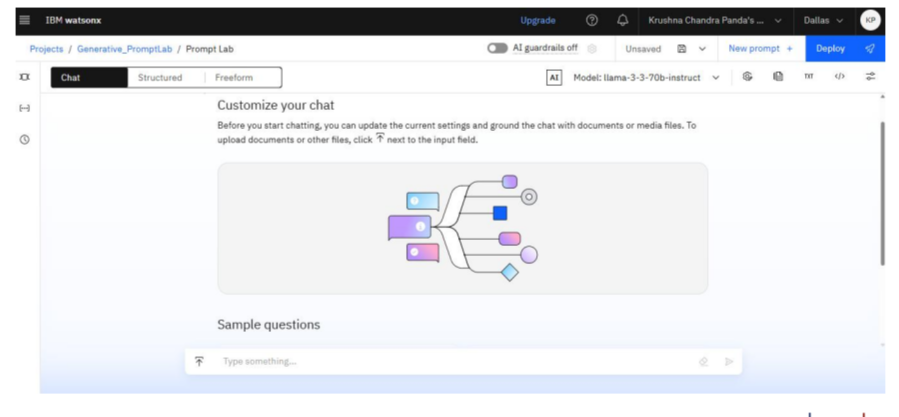 IBM watsonx
Upgrade
Krushna Chandra Panda's ...
Dallas
KP
Projects / Generative_PromptLab / Prompt Lab
AI guardrails off
Unsaved
New prompt +
Deploy
Chat
Structured
Freeform
AI
Model: llama-3-3-70b-instruct
Customize your chat
Before you start chatting, you can update the current settings and ground the chat with documents or media files. To
upload documents or other files, click next to the input field.
Sample questions
Type something...